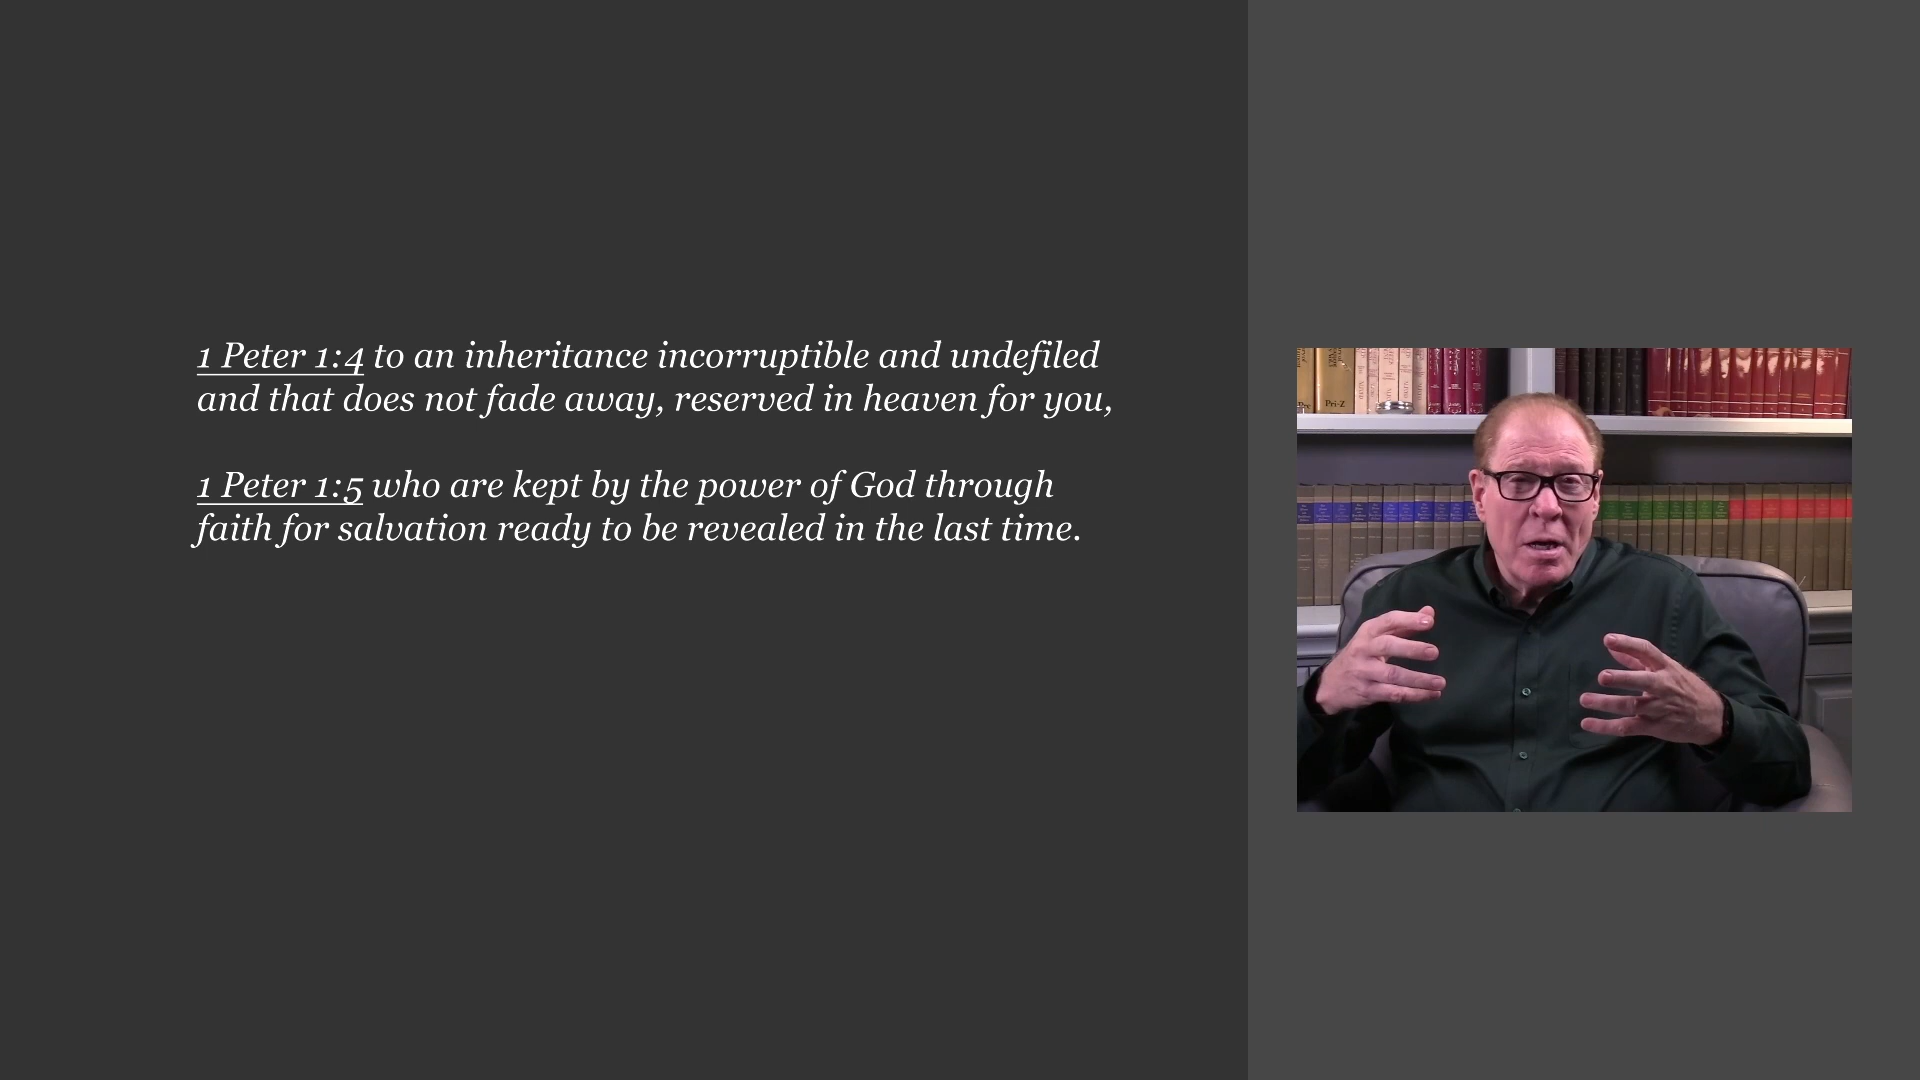 1 Peter 1:4 to an inheritance incorruptible and undefiled
and that does not fade away, reserved in heaven for you,
1 Peter 1:5 who are kept by the power of God through
faith for salvation ready to be revealed in the last time.
Pri-Z